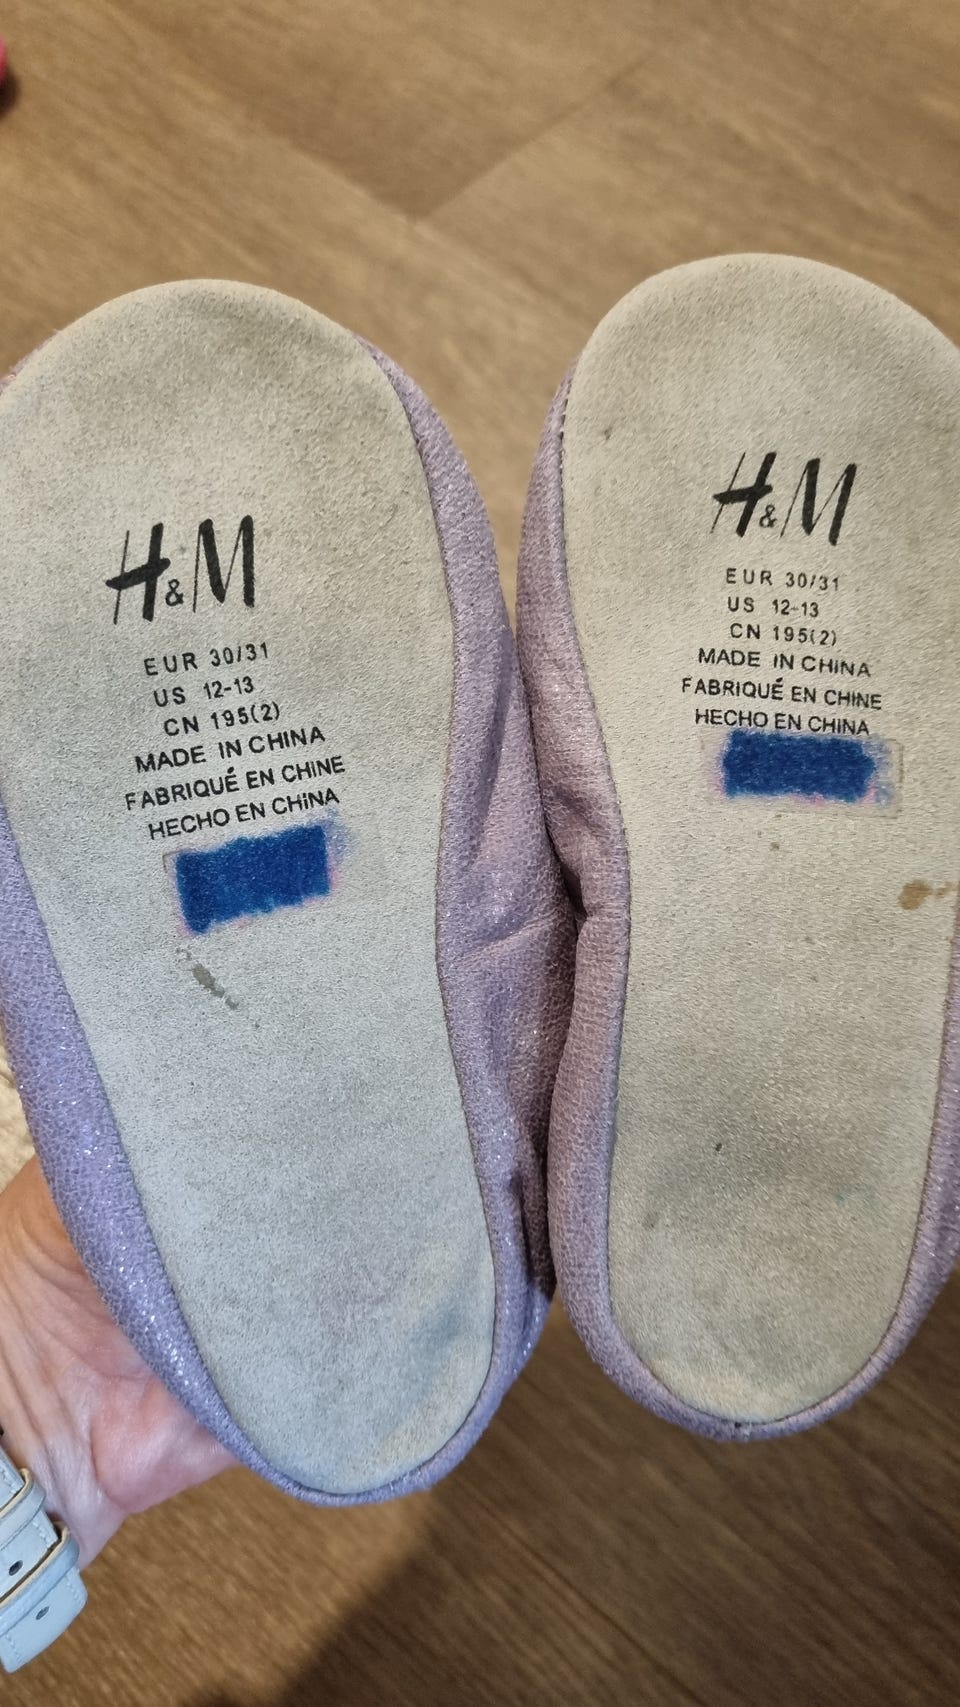 H&M
EUR 30/31
US 12-13
CN 195(2)
MADE IN CHINA
FABRIQUÉ EN CHINE
HECHO EN CHINA
H&M
EUR 30/31
US 12-13
CN 195(2)
MADE IN CHINA
FABRIQUÉ EN CHINE
HECHO EN CHINA